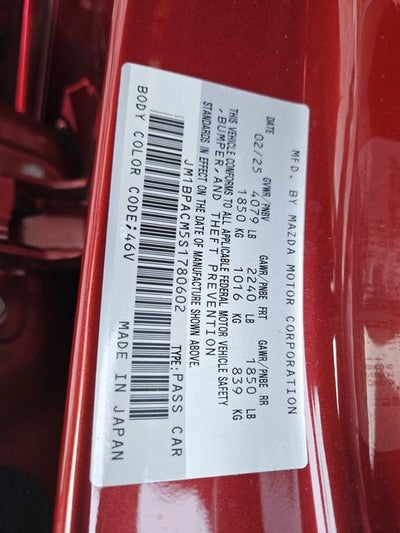 MFD. BY MAZDA MOTOR CORPORATION
DATE GVWR/PNBV GAWR/PNBE FRT GAWR/PNBE RR
02/25 4079 LB 2240 LB 1850 LB
1850 KG 1016 KG 839 KG
THIS VEHICLE CONFORMS TO ALL APPLICABLE FEDERAL MOTOR VEHICLE SAFETY
,BUMPER,AND THEFT PREVENTION
STANDARDS IN EFFECT ON THE DATE OF MANUFACTURE SHOWN ABOVE.
JM1BPACM5S1780602 TYPE:PASS CAR
BODY COLOR CODE:46V MADE IN JAPAN